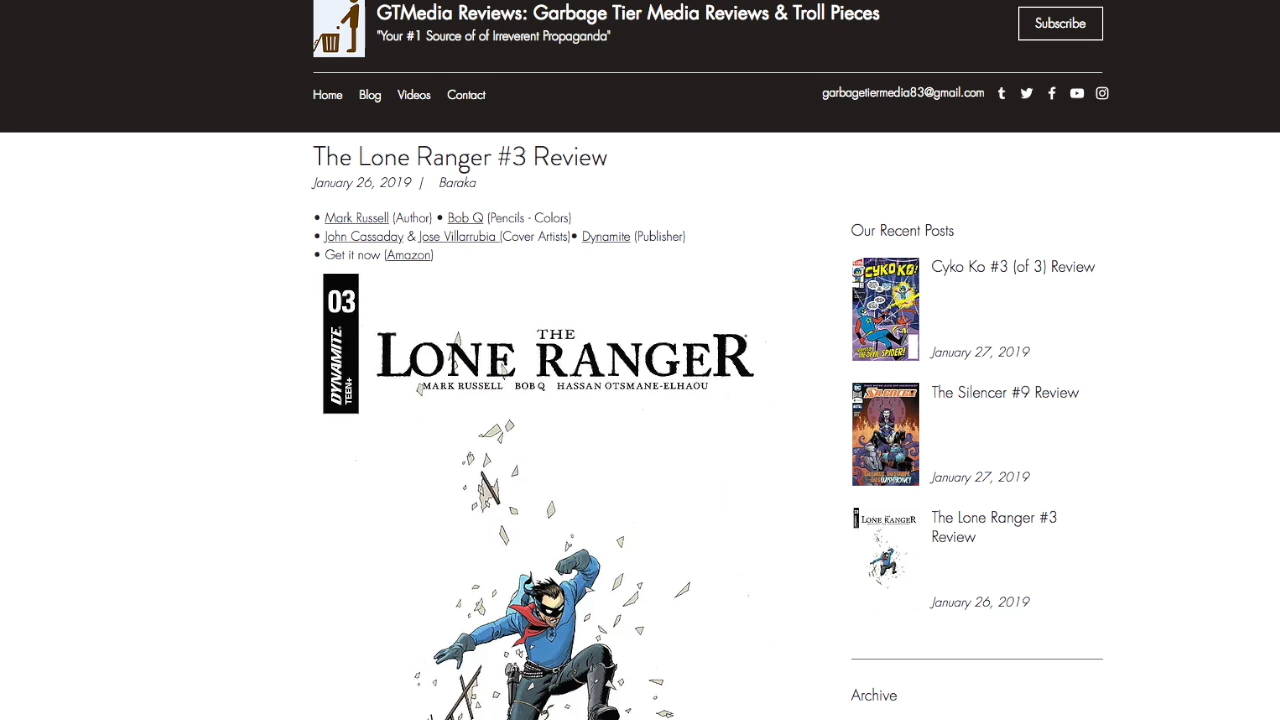 GTMedia Reviews: Garbage Tier Media Reviews & Troll Pieces
"Your #1 Source of of Irreverent Propaganda"
Subscribe
Home Blog Videos Contact
garbagetiermedia83@gmail.com
The Lone Ranger #3 Review
January 26, 2019 | Baraka
• Mark Russell (Author) • Bob Q (Pencils - Colors)
• John Cassaday & Jose Villarrubia (Cover Artists)• Dynamite (Publisher)
• Get it now (Amazon)
03
DYNAMITE.
TEEN+
THE
LONE RANGER
MARK RUSSELL BOB Q HASSAN OTSMANE-ELHAOU
Our Recent Posts
CYKO KO!
Cyko Ko #3 (of 3) Review
January 27, 2019
The Silencer #9 Review
January 27, 2019
LONE RANGER
The Lone Ranger #3
Review
January 26, 2019
Archive